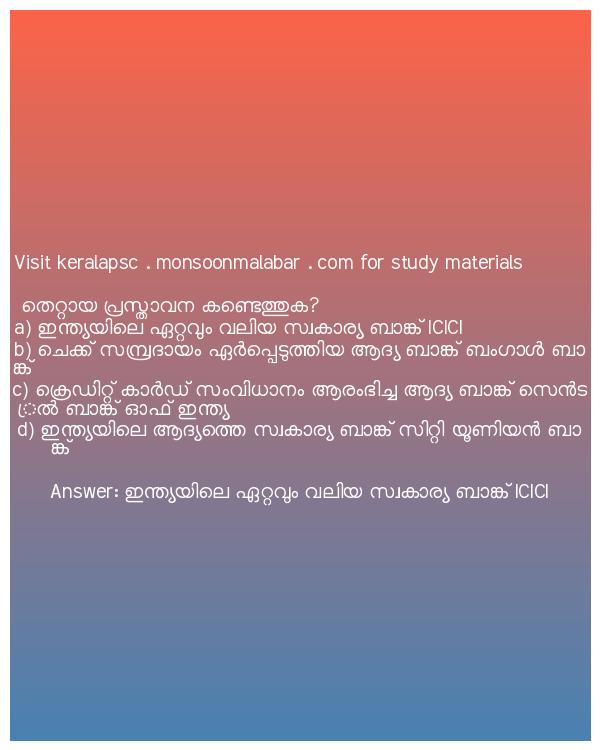 Visit keralapsc . monsoonmalabar . com for study materials
തെറ്റായ പ്രസ്താവന കണ്ടെത്തുക?
a) ഇന്ത്യയിലെ ഏറ്റവും വലിയ സ്വകാര്യ ബാങ്ക് ICICI
b) ചെക്ക് സമ്പ്രദായം ഏർപ്പെടുത്തിയ ആദ്യ ബാങ്ക് ബംഗാൾ ബാ
ങ്ക്
c) ക്രെഡിറ്റ് കാർഡ് സംവിധാനം ആരംഭിച്ച ആദ്യ ബാങ്ക് സെൻട
്രൽ ബാങ്ക് ഓഫ് ഇന്ത്യ
d) ഇന്ത്യയിലെ ആദ്യത്തെ സ്വകാര്യ ബാങ്ക് സിറ്റി യൂണിയൻ ബാ
ങ്ക്
Answer: ഇന്ത്യയിലെ ഏറ്റവും വലിയ സ്വകാര്യ ബാങ്ക് ICICI